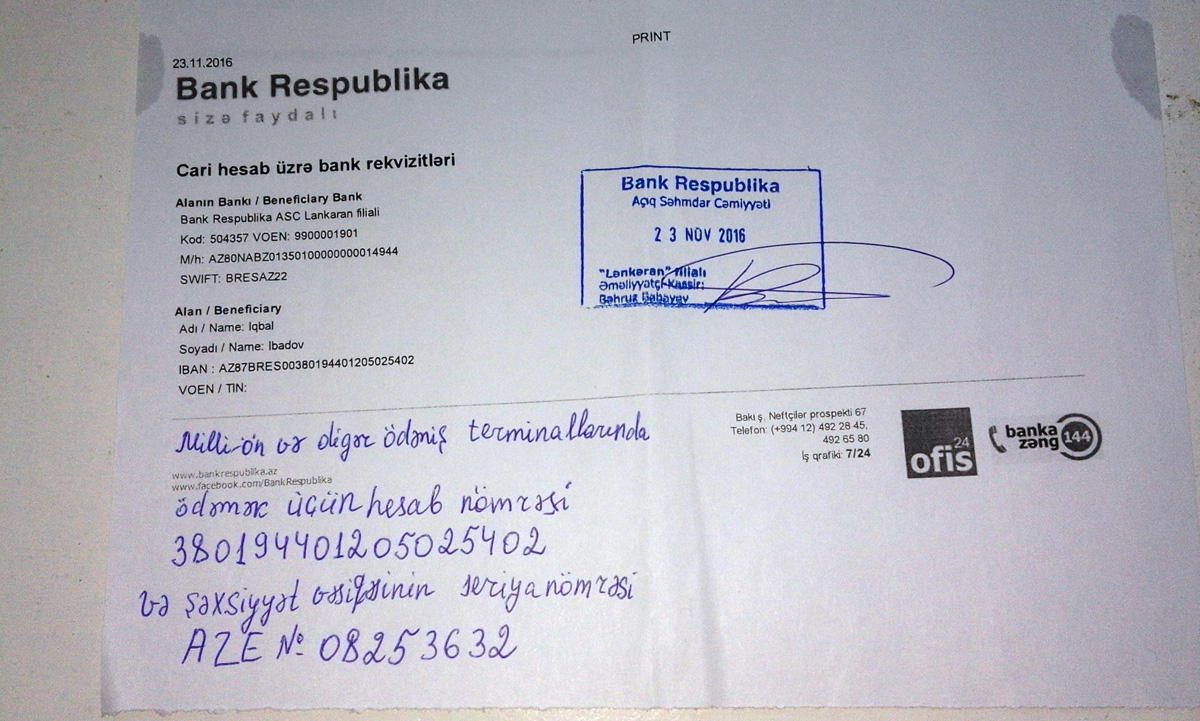 PRINT
23.11.2016
Bank Respublika
sizə faydalı
Cari hesab üzrə bank rekvizitləri
Alanın Bankı / Beneficiary Bank
Bank Respublika ASC Lankaran filiali
Kod: 504357 VOEN: 9900001901
M/h: AZ80NABZ01350100000000014944
SWIFT: BRESAZ22
Alan / Beneficiary
Adı / Name: Iqbal
Soyadı / Name: Ibadov
IBAN : AZ87BRES00380194401205025402
VOEN / TIN:
Bank Respublika
Açıq Səhmdar Cəmiyyəti
23 NOV 2016
"Lənkəran" filialı
Əməliyyatçı-Kassir:
Bəhruz Babayev
Milli-ön və digər ödəniş terminallarında
www.bankrespublika.az
www.facebook.com/BankRespublika
ödəmək üçün hesab nömrəsi
380194401205025402
və şəxsiyyət vəsiqəsinin seriya nömrəsi
AZE № 08253632
Bakı ş. Neftçilər prospekti 67
Telefon: (+994 12) 492 28 45,
492 65 80
İş qrafiki: 7/24
ofis 24
banka zəng 144